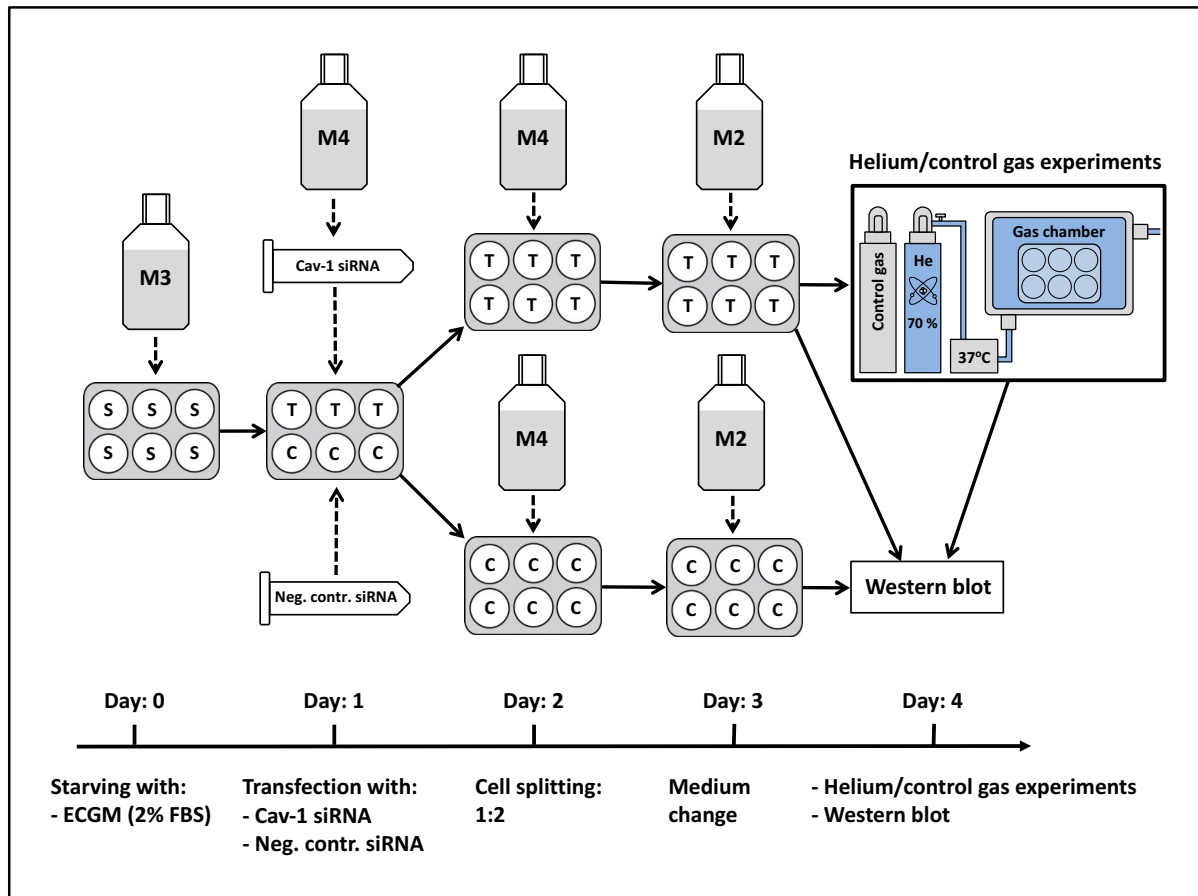 M4
M4
M2
Helium/control gas experiments
M3
Cav-1 siRNA
T T T
T T T
T T T
T T T
Control gas
He
70 %
Gas chamber
37°C
S S S
S S S
T T T
C C C
M4
M2
Neg. contr. siRNA
C C C
C C C
C C C
C C C
Western blot
Day: 0
Day: 1
Day: 2
Day: 3
Day: 4
Starving with:
- ECGM (2% FBS)
Transfection with:
- Cav-1 siRNA
- Neg. contr. siRNA
Cell splitting:
1:2
Medium
change
- Helium/control gas experiments
- Western blot